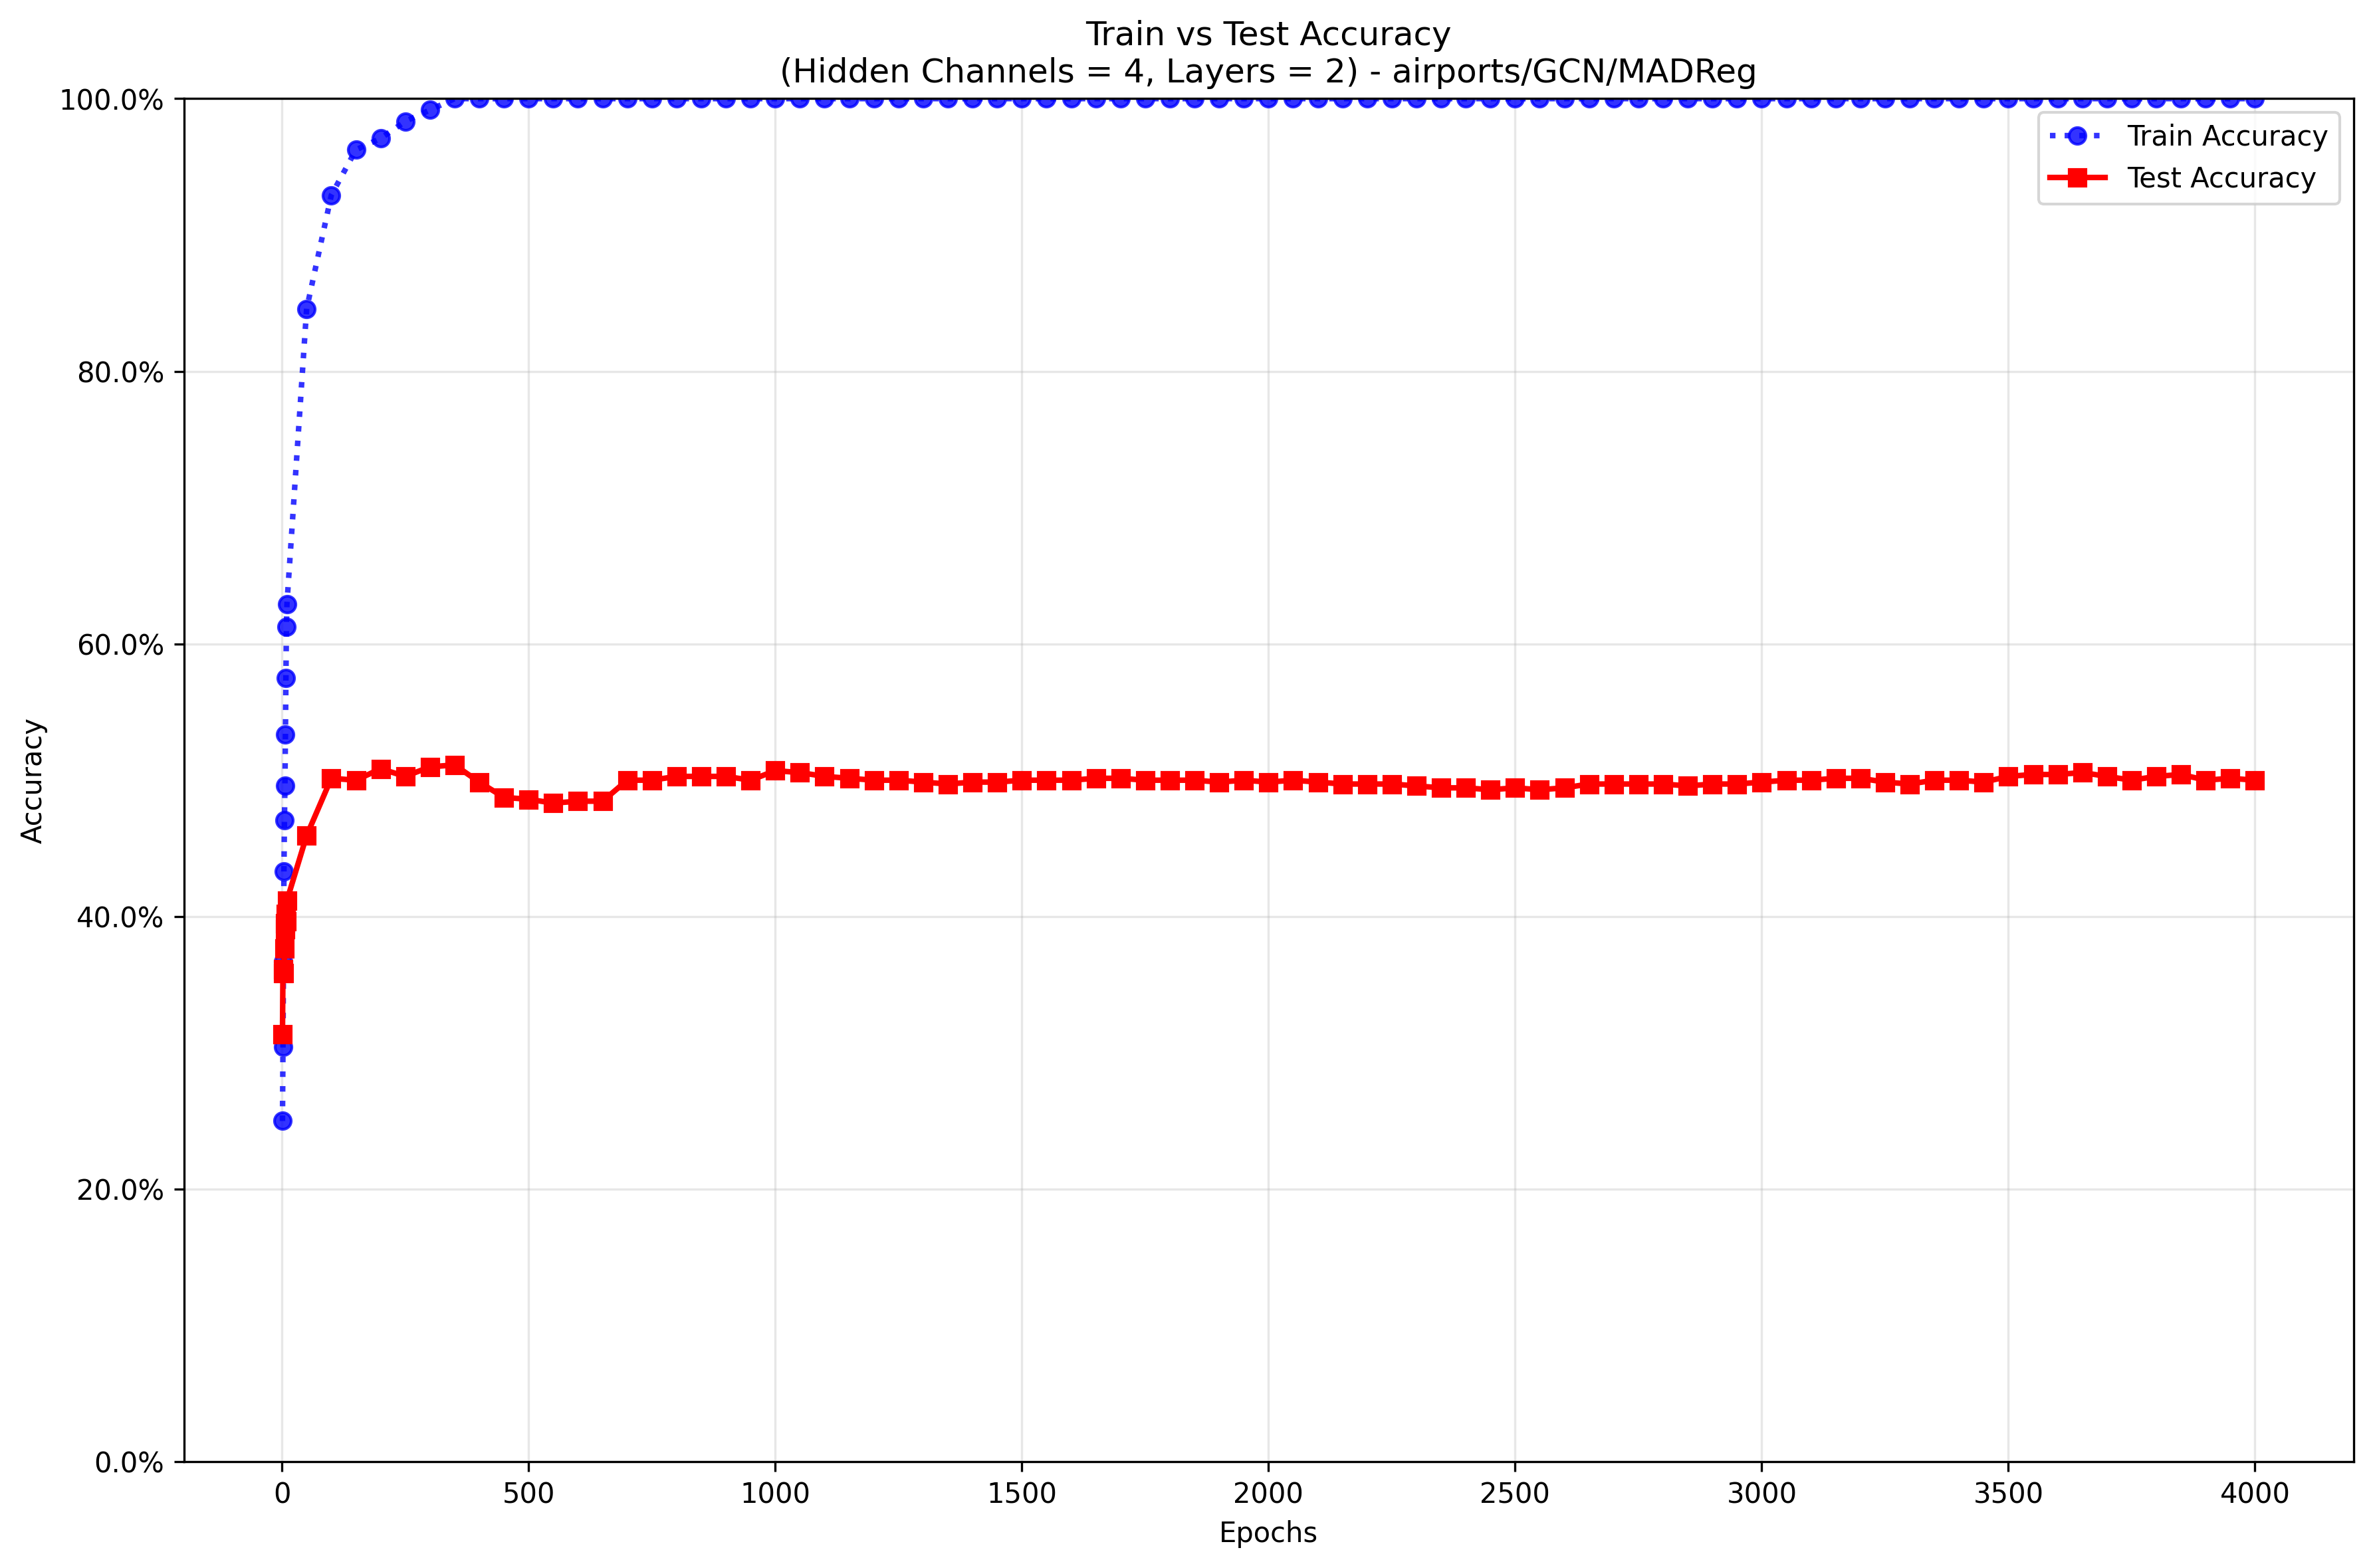 Train vs Test Accuracy
(Hidden Channels = 4, Layers = 2) - airports/GCN/MADReg
100.0%
80.0%
60.0%
40.0%
20.0%
0.0%
Accuracy
Train Accuracy
Test Accuracy
0 500 1000 1500 2000 2500 3000 3500 4000
Epochs